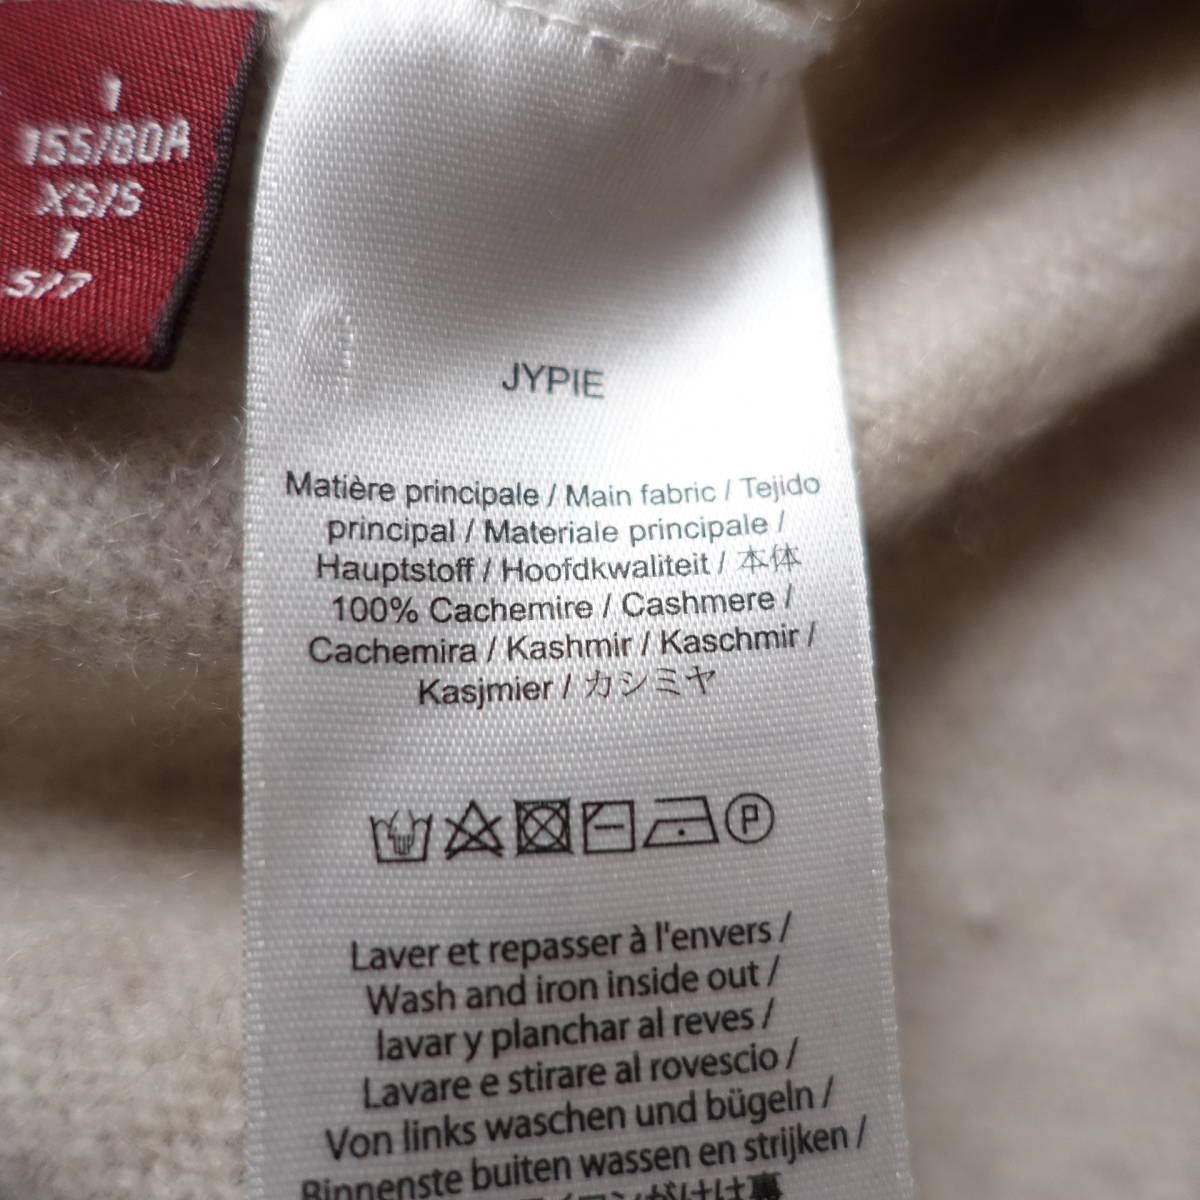 1
155/80A
XS/S
1
5/7
JYPIE
Matière principale / Main fabric / Tejido
principal / Materiale principale /
Hauptstoff / Hoofdkwaliteit / 本体
100% Cachemire / Cashmere /
Cachemira / Kashmir / Kaschmir /
Kasjmier / カシミヤ
P
Laver et repasser à l'envers /
Wash and iron inside out /
lavar y planchar al reves /
Lavare e stirare al rovescio /
Von links waschen und bügeln /
Binnenste buiten wassen en strijken /